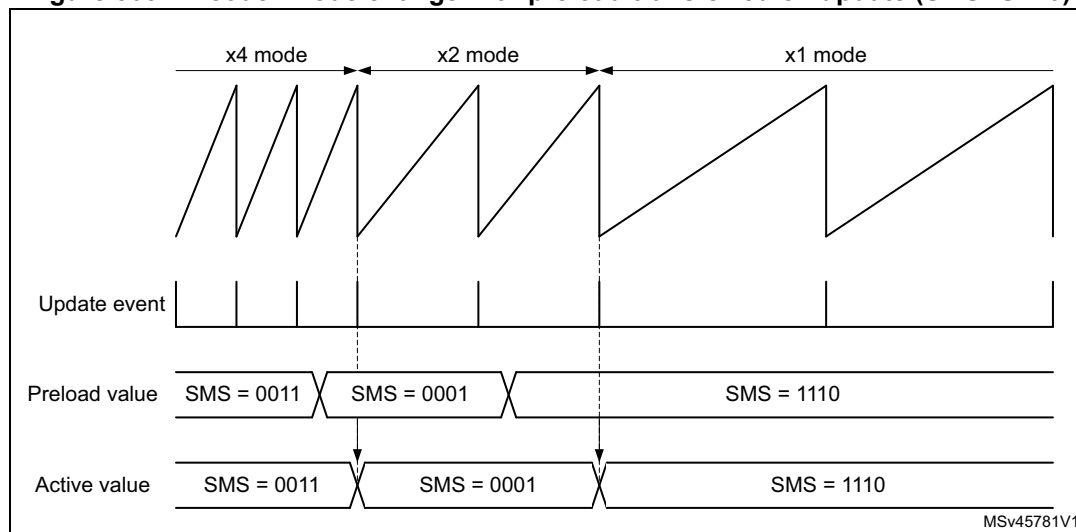 x4 mode x2 mode x1 mode
Update event
Preload value SMS = 0011 SMS = 0001 SMS = 1110
Active value SMS = 0011 SMS = 0001 SMS = 1110
MSv45781V1